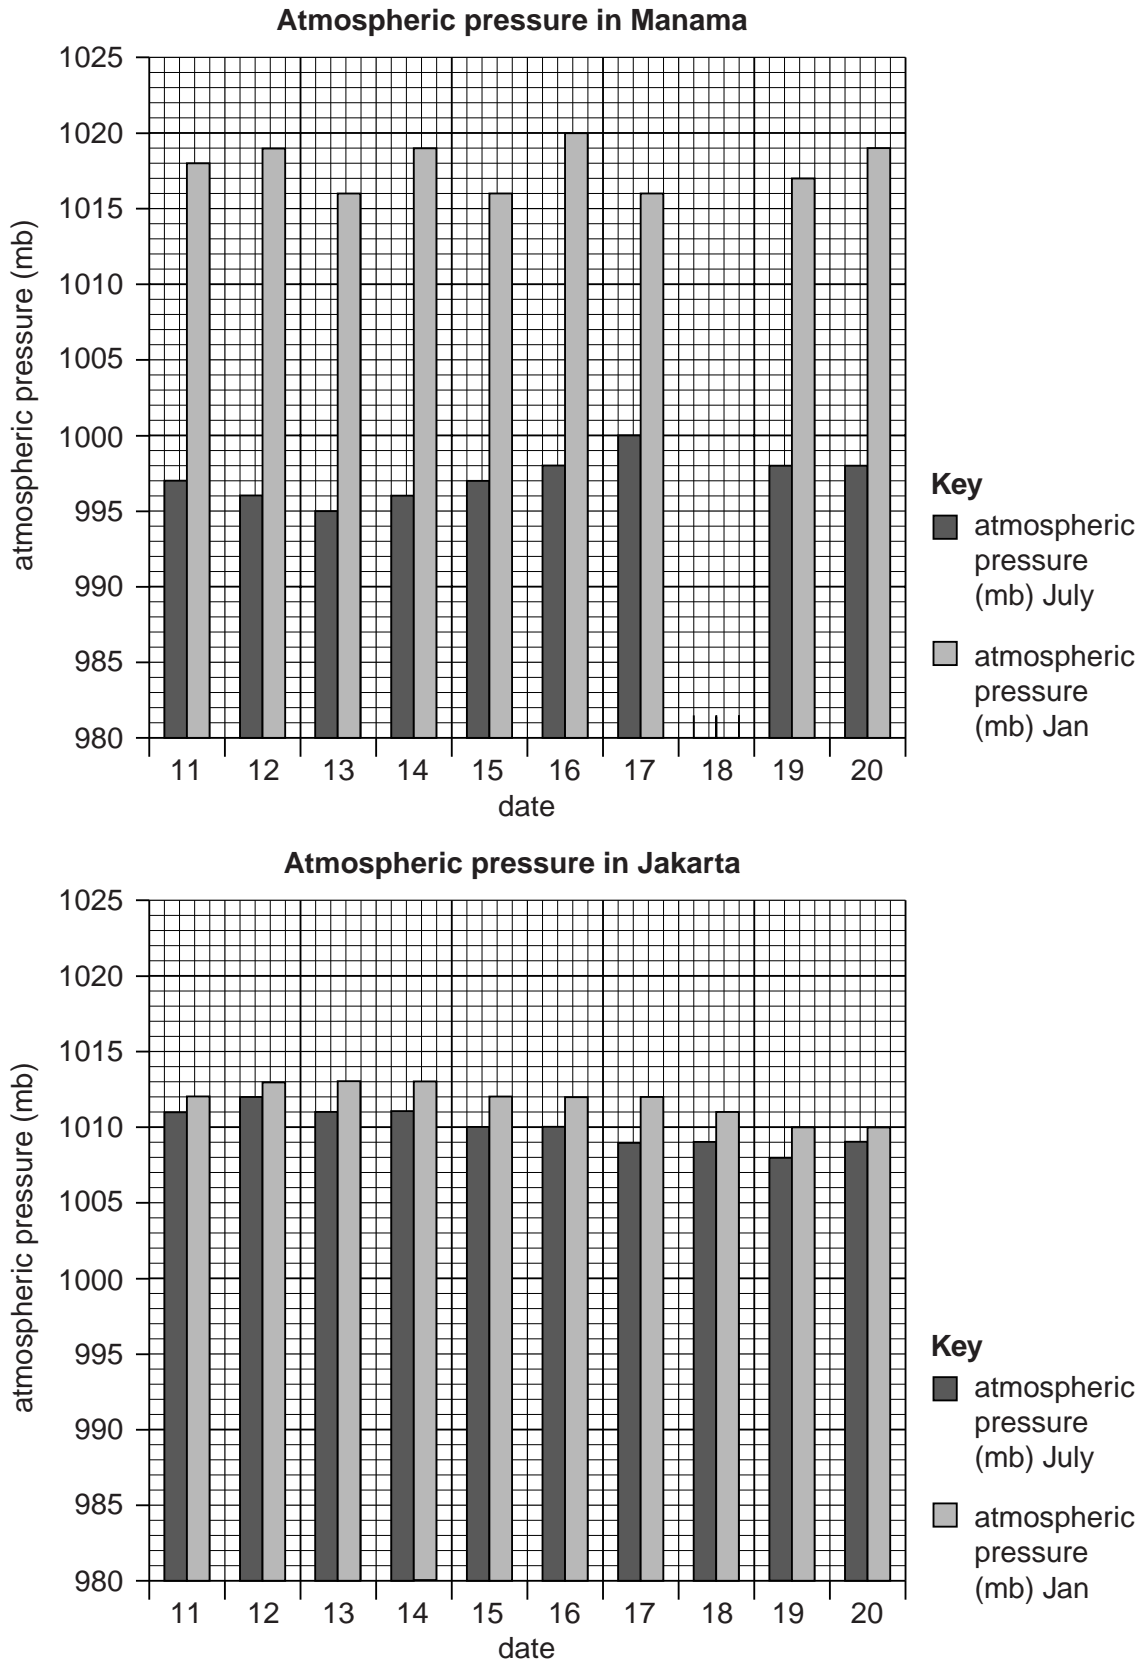 Atmospheric pressure in Manama
1025
1020
1015
1010
1005
1000
995
990
985
980
atmospheric pressure (mb)
11 12 13 14 15 16 17 18 19 20
date
Key
atmospheric
pressure
(mb) July
atmospheric
pressure
(mb) Jan
Atmospheric pressure in Jakarta
1025
1020
1015
1010
1005
1000
995
990
985
980
atmospheric pressure (mb)
11 12 13 14 15 16 17 18 19 20
date
Key
atmospheric
pressure
(mb) July
atmospheric
pressure
(mb) Jan